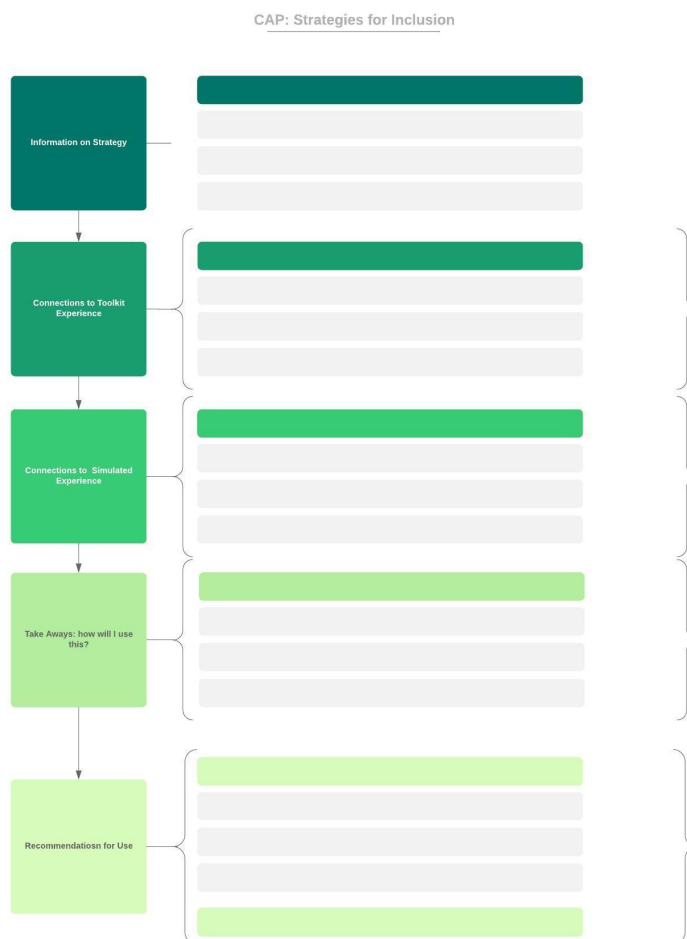 CAP: Strategies for Inclusion
Information on Strategy
Connections to Toolkit
Experience
Connections to  Simulated
Experience
Take Aways: how will I use
this?
Recommendatiosn for Use